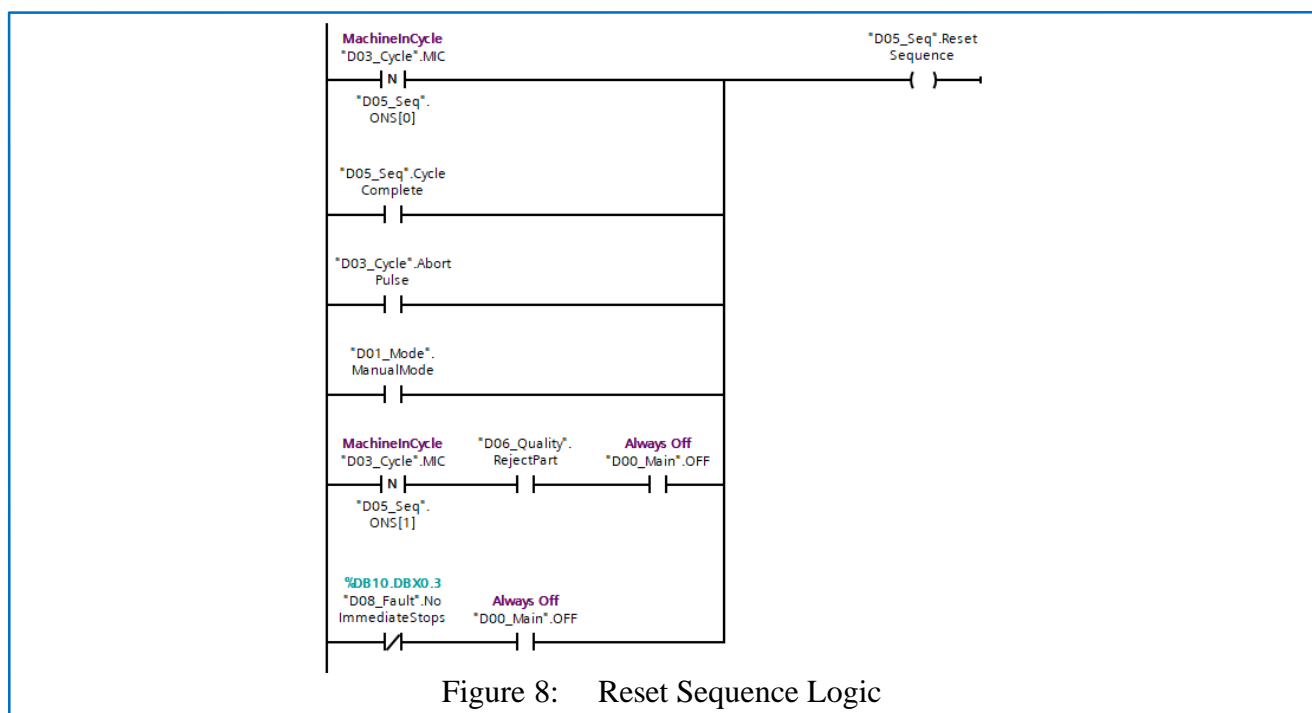 MachineInCycle
"D03_Cycle".MIC
N
"D05_Seq".
ONS[0]
"D05_Seq".Reset
Sequence
"D05_Seq".Cycle
Complete
"D03_Cycle".Abort
Pulse
"D01_Mode".
ManualMode
MachineInCycle
"D03_Cycle".MIC
N
"D05_Seq".
ONS[1]
"D06_Quality".
RejectPart
Always Off
"D00_Main".OFF
%DB10.DBX0.3
"D08_Fault".No
ImmediateStops
Always Off
"D00_Main".OFF
Figure 8: Reset Sequence Logic